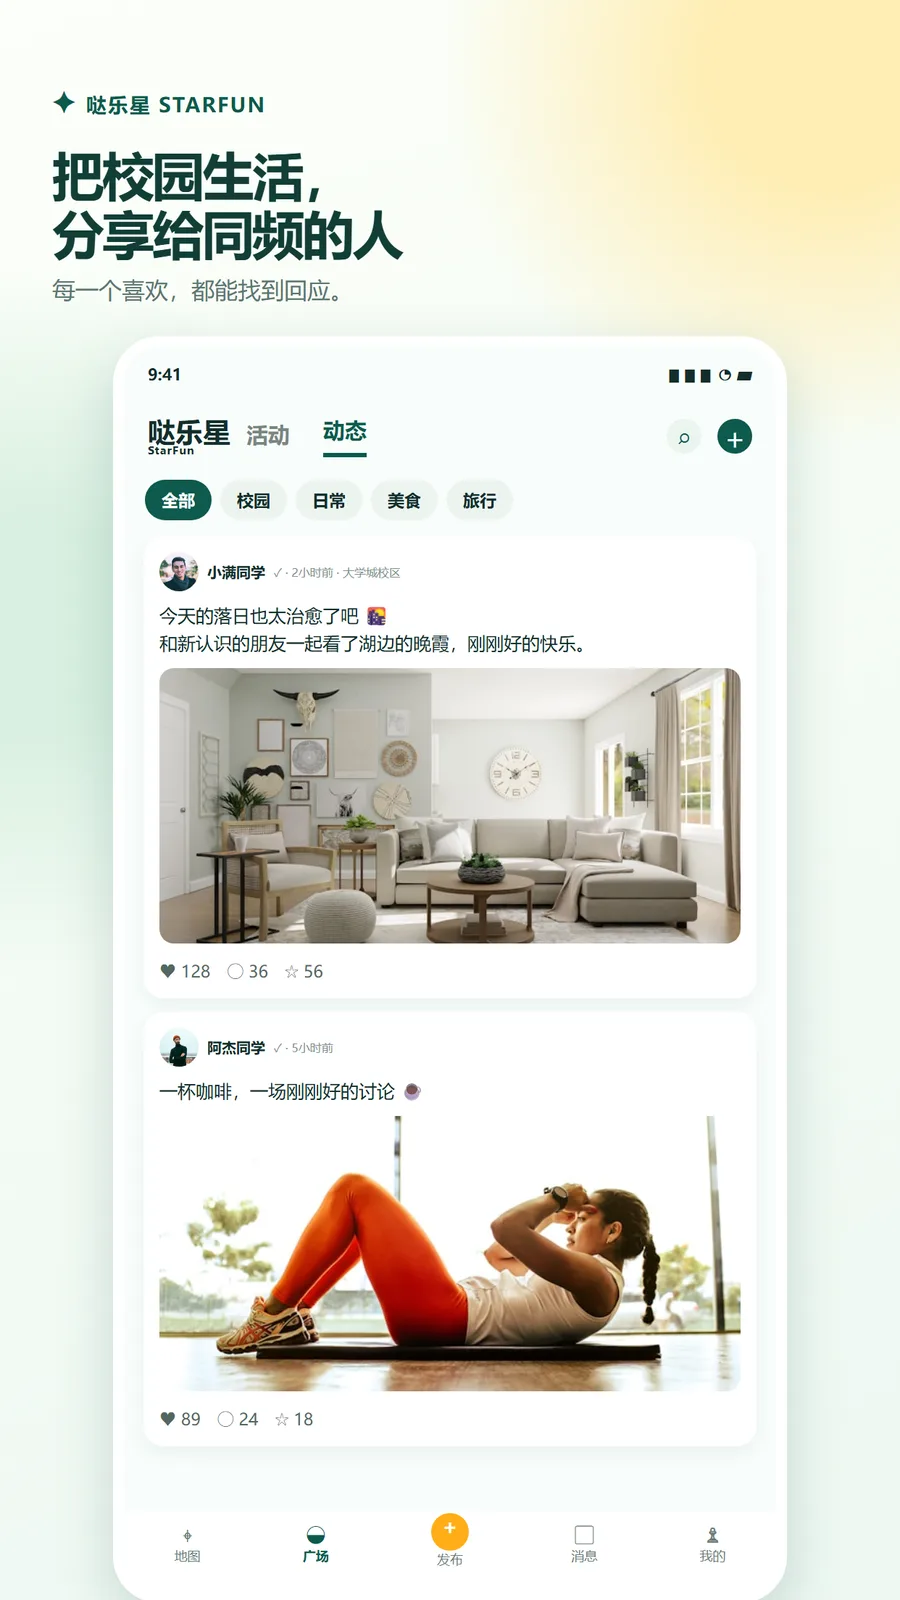 哒乐星 STARFUN
把校园生活，
分享给同频的人
每一个喜欢，都能找到回应。
9:41
哒乐星 活动 动态
StarFun
全部 校园 日常 美食 旅行
小满同学 ✓ · 2小时前 · 大学城校区
今天的落日也太治愈了吧 🌇
和新认识的朋友一起看了湖边的晚霞，刚刚好的快乐。
♥ 128 ○ 36 ☆ 56
阿杰同学 ✓ · 5小时前
一杯咖啡，一场刚刚好的讨论 ☕
♥ 89 ○ 24 ☆ 18
地图 广场 发布 消息 我的